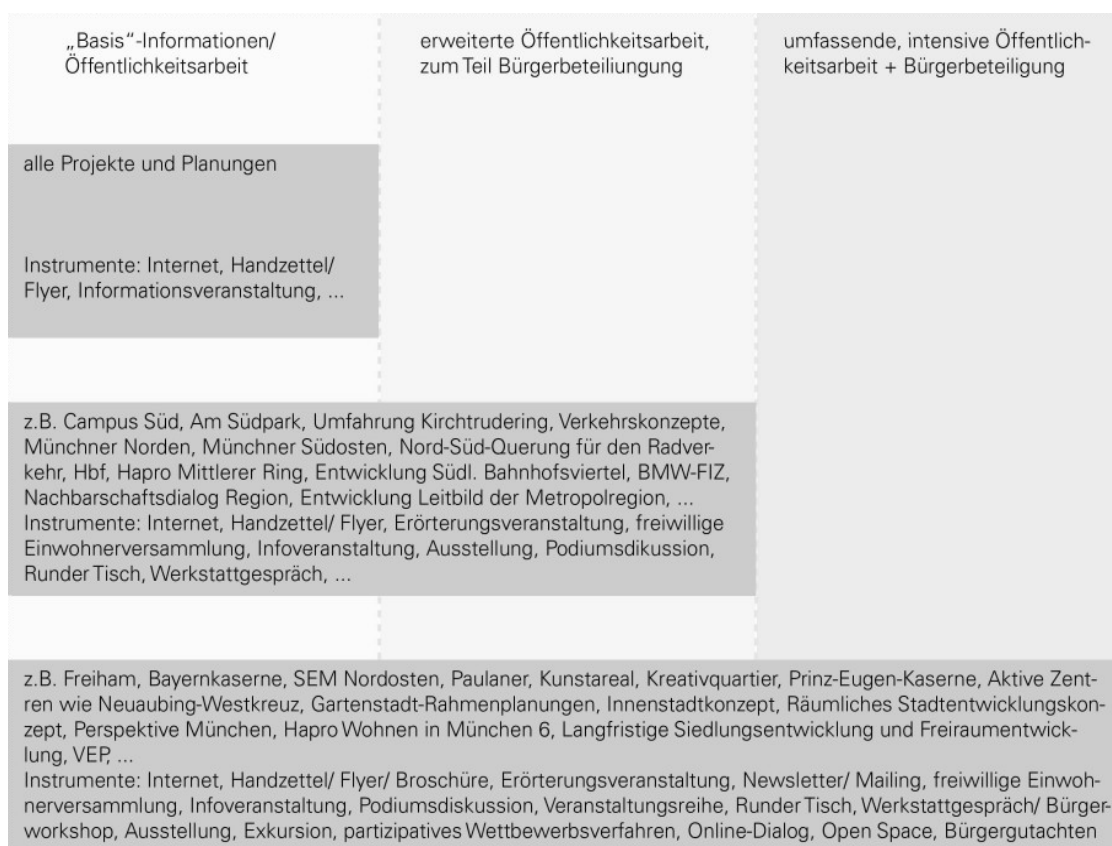 „Basis“-Informationen/
Öffentlichkeitsarbeit
erweiterte Öffentlichkeitsarbeit,
zum Teil Bürgerbeteiliungung
umfassende, intensive Öffentlich-
keitsarbeit + Bürgerbeteiligung
alle Projekte und Planungen
Instrumente: Internet, Handzettel/
Flyer, Informationsveranstaltung, ...
z.B. Campus Süd, Am Südpark, Umfahrung Kirchtrudering, Verkehrskonzepte,
Münchner Norden, Münchner Südosten, Nord-Süd-Querung für den Radver-
kehr, Hbf, Hapro Mittlerer Ring, Entwicklung Südl. Bahnhofsviertel, BMW-FIZ,
Nachbarschaftsdialog Region, Entwicklung Leitbild der Metropolregion, ...
Instrumente: Internet, Handzettel/ Flyer, Erörterungsveranstaltung, freiwillige
Einwohnerversammlung, Infoveranstaltung, Ausstellung, Podiumsdikussion,
Runder Tisch, Werkstattgespräch, ...
z.B. Freiham, Bayernkaserne, SEM Nordosten, Paulaner, Kunstareal, Kreativquartier, Prinz-Eugen-Kaserne, Aktive Zent-
ren wie Neuaubing-Westkreuz, Gartenstadt-Rahmenplanungen, Innenstadtkonzept, Räumliches Stadtentwicklungskon-
zept, Perspektive München, Hapro Wohnen in München 6, Langfristige Siedlungsentwicklung und Freiraumentwick-
lung, VEP, ...
Instrumente: Internet, Handzettel/ Flyer/ Broschüre, Erörterungsveranstaltung, Newsletter/ Mailing, freiwillige Einwoh-
nerversammlung, Infoveranstaltung, Podiumsdiskussion, Veranstaltungsreihe, Runder Tisch, Werkstattgespräch/ Bürger-
workshop, Ausstellung, Exkursion, partizipatives Wettbewerbsverfahren, Online-Dialog, Open Space, Bürgergutachten